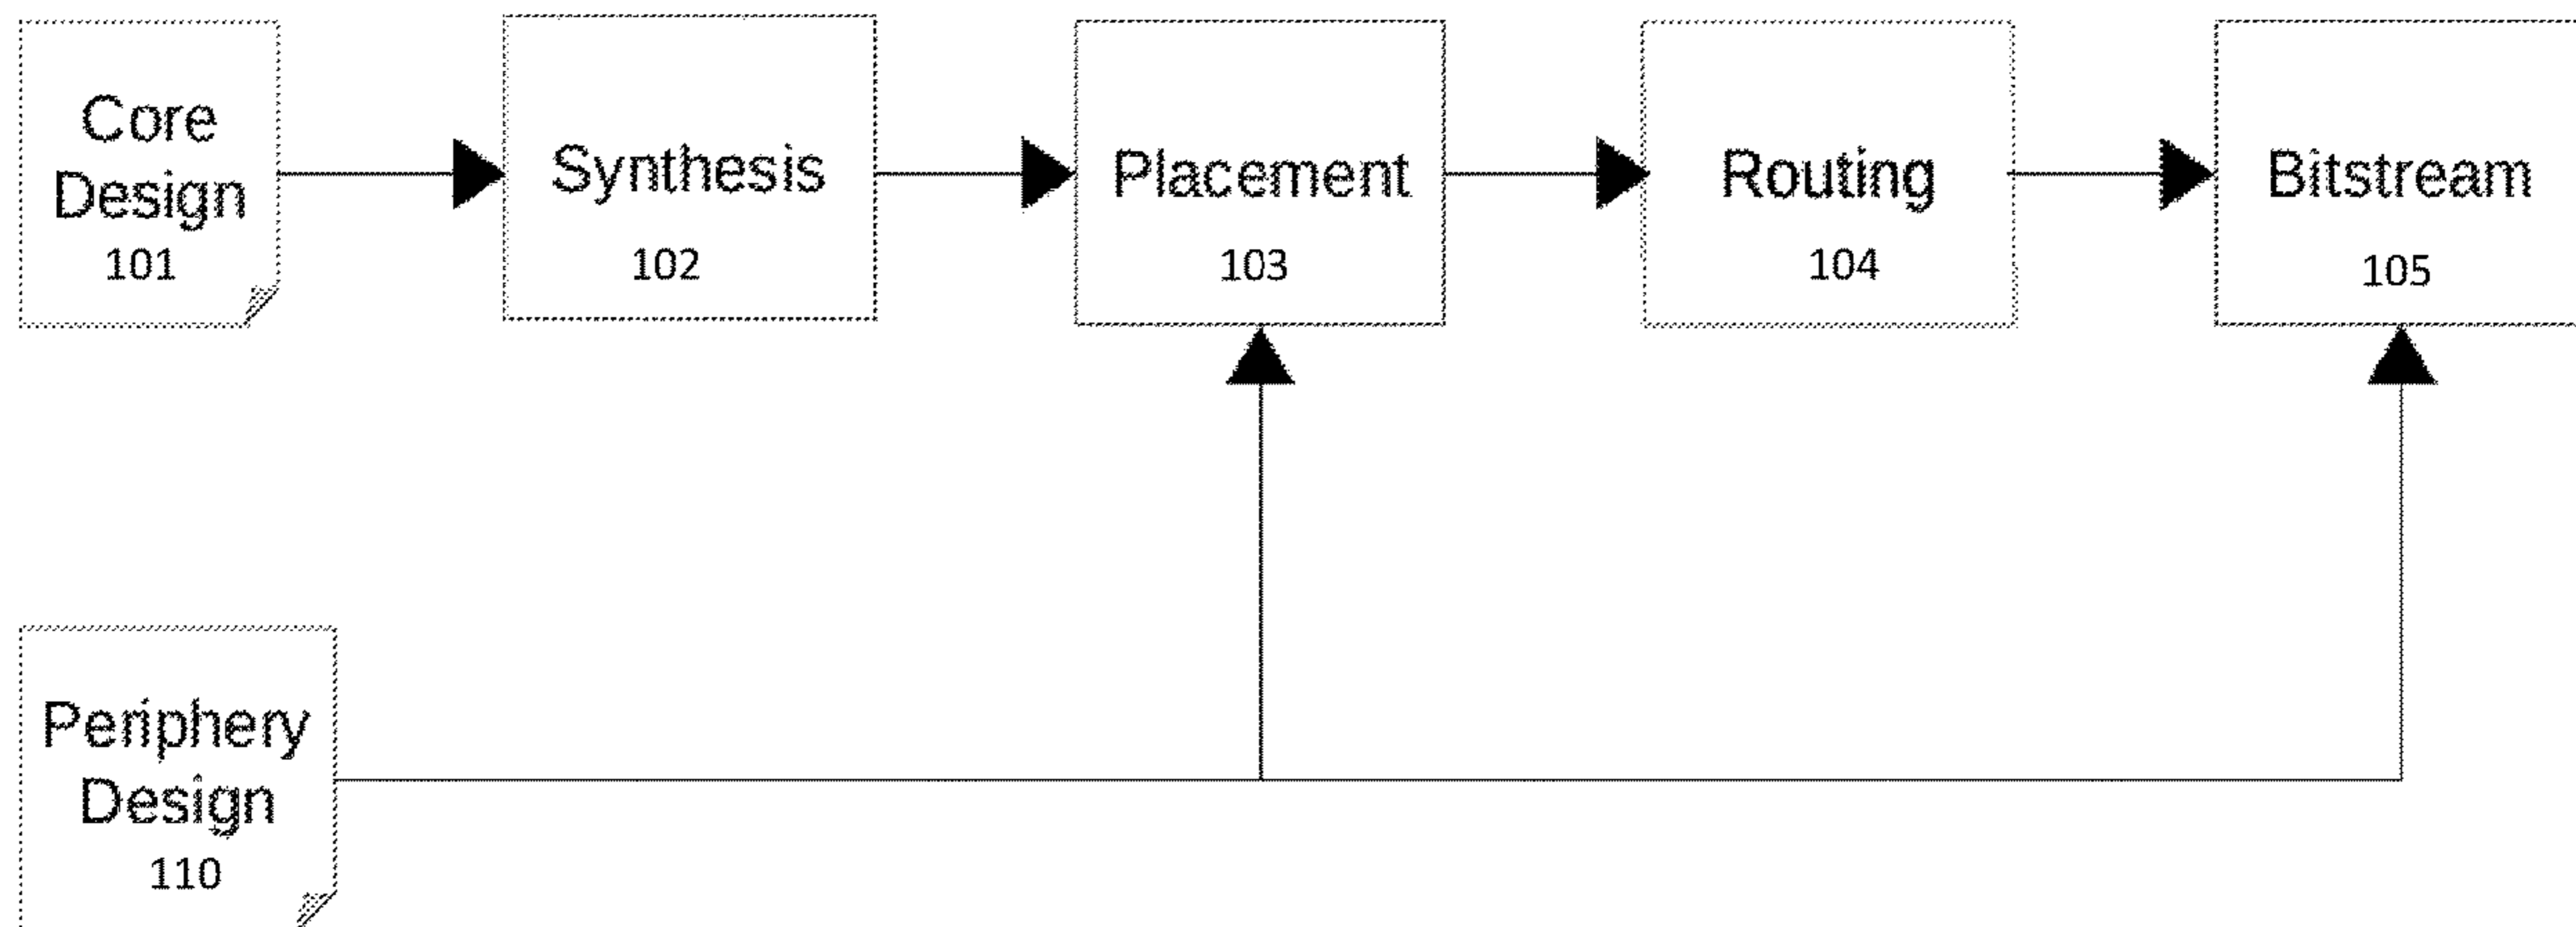 Core
Design
101
Synthesis
102
Placement
103
Routing
104
Bitstream
105
Periphery
Design
110